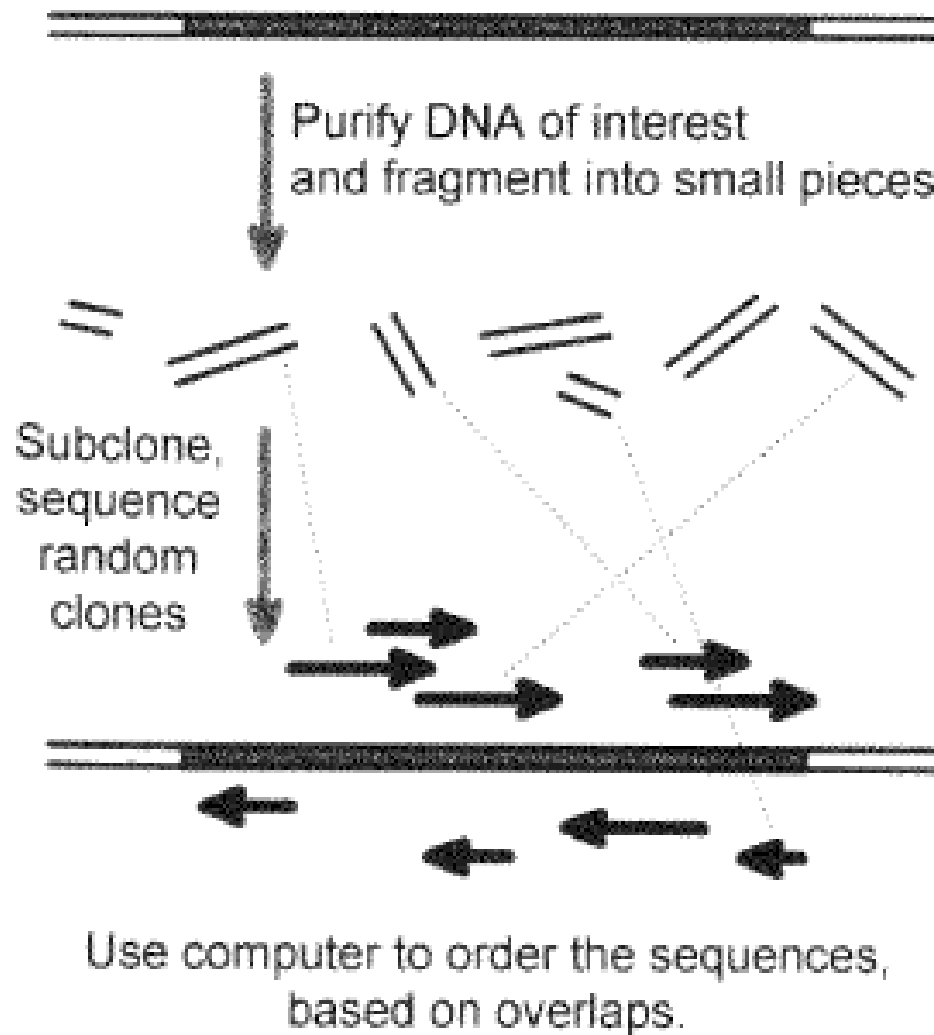 Purify DNA of interest
and fragment into small pieces
Subclone,
sequence
random
clones
Use computer to order the sequences,
based on overlaps.